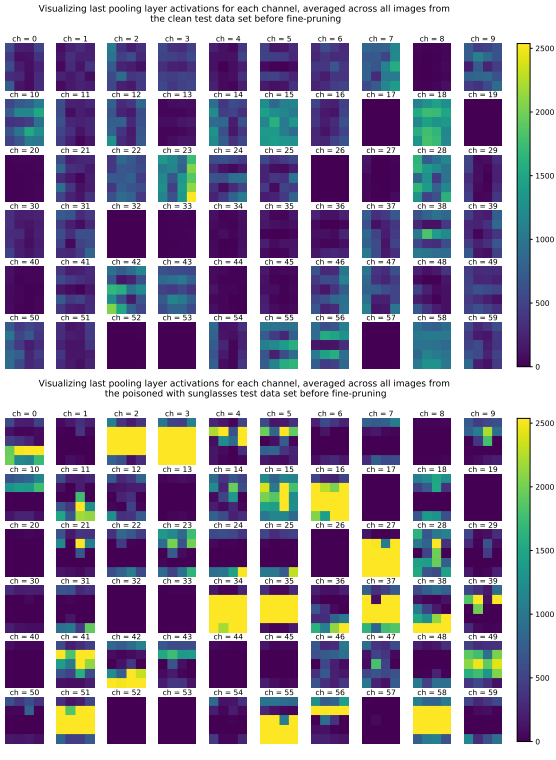 Visualizing last pooling layer activations for each channel, averaged across all images from
the clean test data set before fine-pruning
ch = 0 ch = 1 ch = 2 ch = 3 ch = 4 ch = 5 ch = 6 ch = 7 ch = 8 ch = 9
2500
ch = 10 ch = 11 ch = 12 ch = 13 ch = 14 ch = 15 ch = 16 ch = 17 ch = 18 ch = 19
2000
ch = 20 ch = 21 ch = 22 ch = 23 ch = 24 ch = 25 ch = 26 ch = 27 ch = 28 ch = 29
1500
ch = 30 ch = 31 ch = 32 ch = 33 ch = 34 ch = 35 ch = 36 ch = 37 ch = 38 ch = 39
1000
ch = 40 ch = 41 ch = 42 ch = 43 ch = 44 ch = 45 ch = 46 ch = 47 ch = 48 ch = 49
500
ch = 50 ch = 51 ch = 52 ch = 53 ch = 54 ch = 55 ch = 56 ch = 57 ch = 58 ch = 59
0
Visualizing last pooling layer activations for each channel, averaged across all images from
the poisoned with sunglasses test data set before fine-pruning
ch = 0 ch = 1 ch = 2 ch = 3 ch = 4 ch = 5 ch = 6 ch = 7 ch = 8 ch = 9
2500
ch = 10 ch = 11 ch = 12 ch = 13 ch = 14 ch = 15 ch = 16 ch = 17 ch = 18 ch = 19
2000
ch = 20 ch = 21 ch = 22 ch = 23 ch = 24 ch = 25 ch = 26 ch = 27 ch = 28 ch = 29
1500
ch = 30 ch = 31 ch = 32 ch = 33 ch = 34 ch = 35 ch = 36 ch = 37 ch = 38 ch = 39
1000
ch = 40 ch = 41 ch = 42 ch = 43 ch = 44 ch = 45 ch = 46 ch = 47 ch = 48 ch = 49
500
ch = 50 ch = 51 ch = 52 ch = 53 ch = 54 ch = 55 ch = 56 ch = 57 ch = 58 ch = 59
0